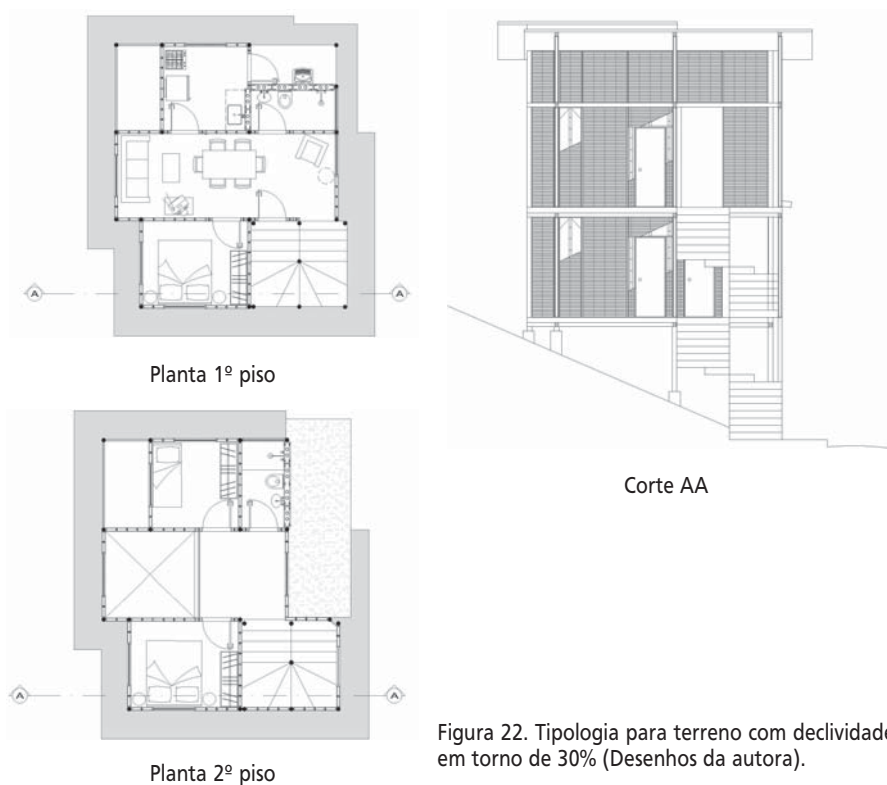 A
A
Planta 1º piso
Corte AA
A
A
Planta 2º piso
Figura 22. Tipologia para terreno com declividade
em torno de 30% (Desenhos da autora).